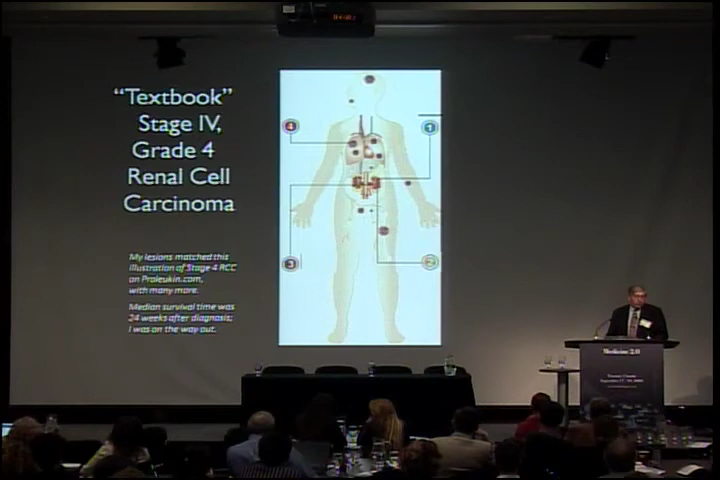 “Textbook”
Stage IV,
Grade 4
Renal Cell
Carcinoma
My lesions matched this
illustration of Stage 4 RCC
on Proleukin.com,
with many more.
Median survival time was
24 weeks after diagnosis;
I was on the way out.
4
1
3
2
Medicine 2.0